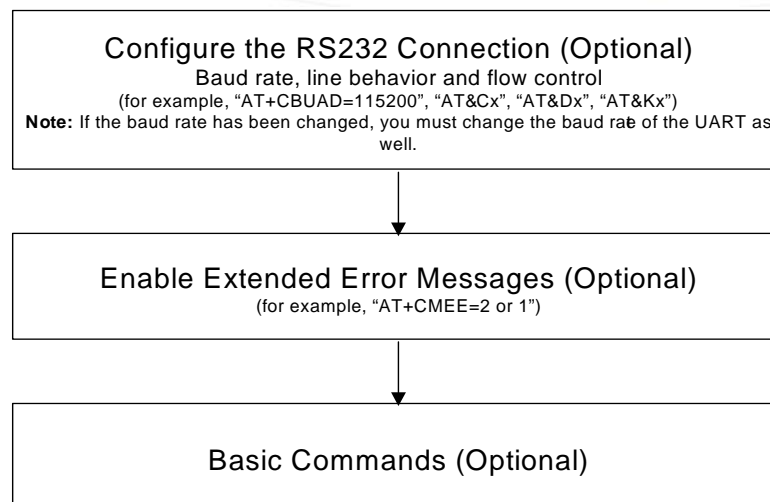 Configure the RS232 Connection (Optional)
Baud rate, line behavior and flow control
(for example, “AT+CBUAD=115200”, “AT&Cx”, “AT&Dx”, “AT&Kx”)
Note: If the baud rate has been changed, you must change the baud rate of the UART as
well.
Enable Extended Error Messages (Optional)
(for example, “AT+CMEE=2 or 1”)
Basic Commands (Optional)